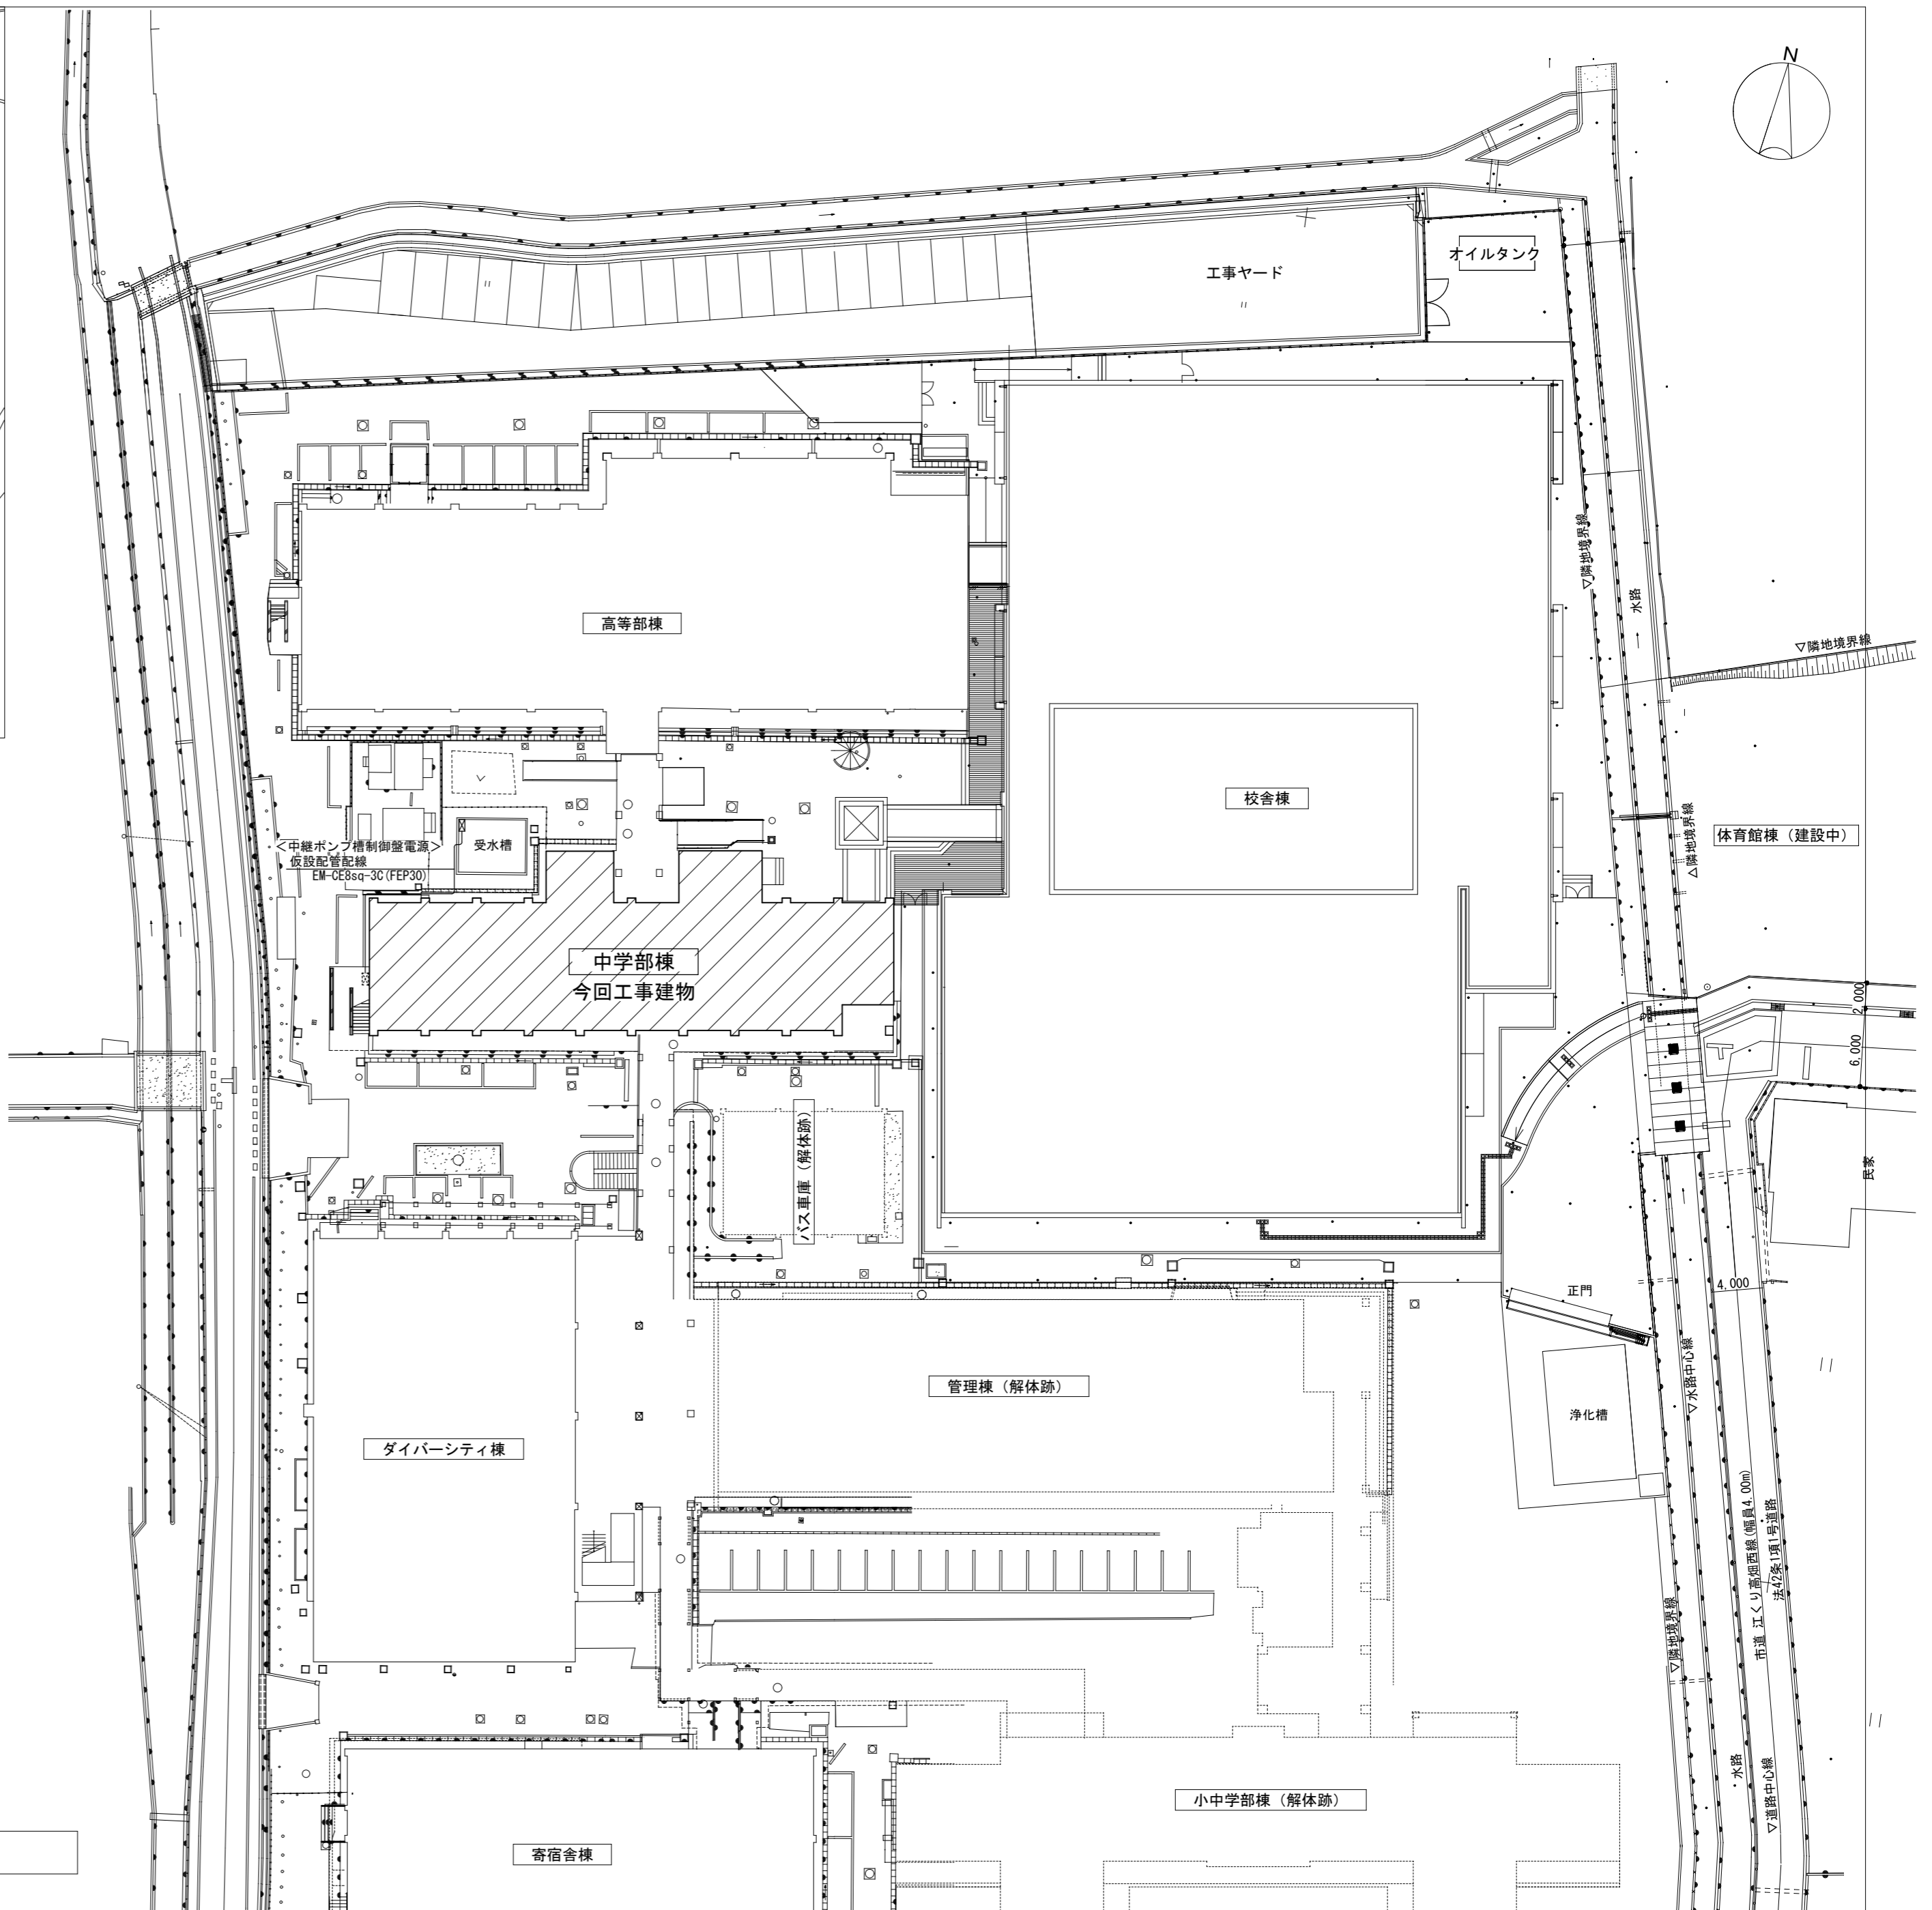 N
オイルタンク
工事ヤード
▽隣地境界線
水路
高等部棟
▽隣地境界線
校舎棟
△隣地境界線
体育館棟（建設中）
<中継ポンプ槽制御盤電源>
仮設配管配線
EM-CE8sq-3C(FEP30)
受水槽
中学部棟
今回工事建物
2,000
6,000
バス車庫（解体跡）
民家
4,000
正門
▽水路中心線
管理棟（解体跡）
浄化槽
ダイバーシティ棟
市道 江くり高畑西線(幅員4.00m)
法42条1項1号道路
▽隣地境界線
水路
▽道路中心線
小中学部棟（解体跡）
寄宿舎棟